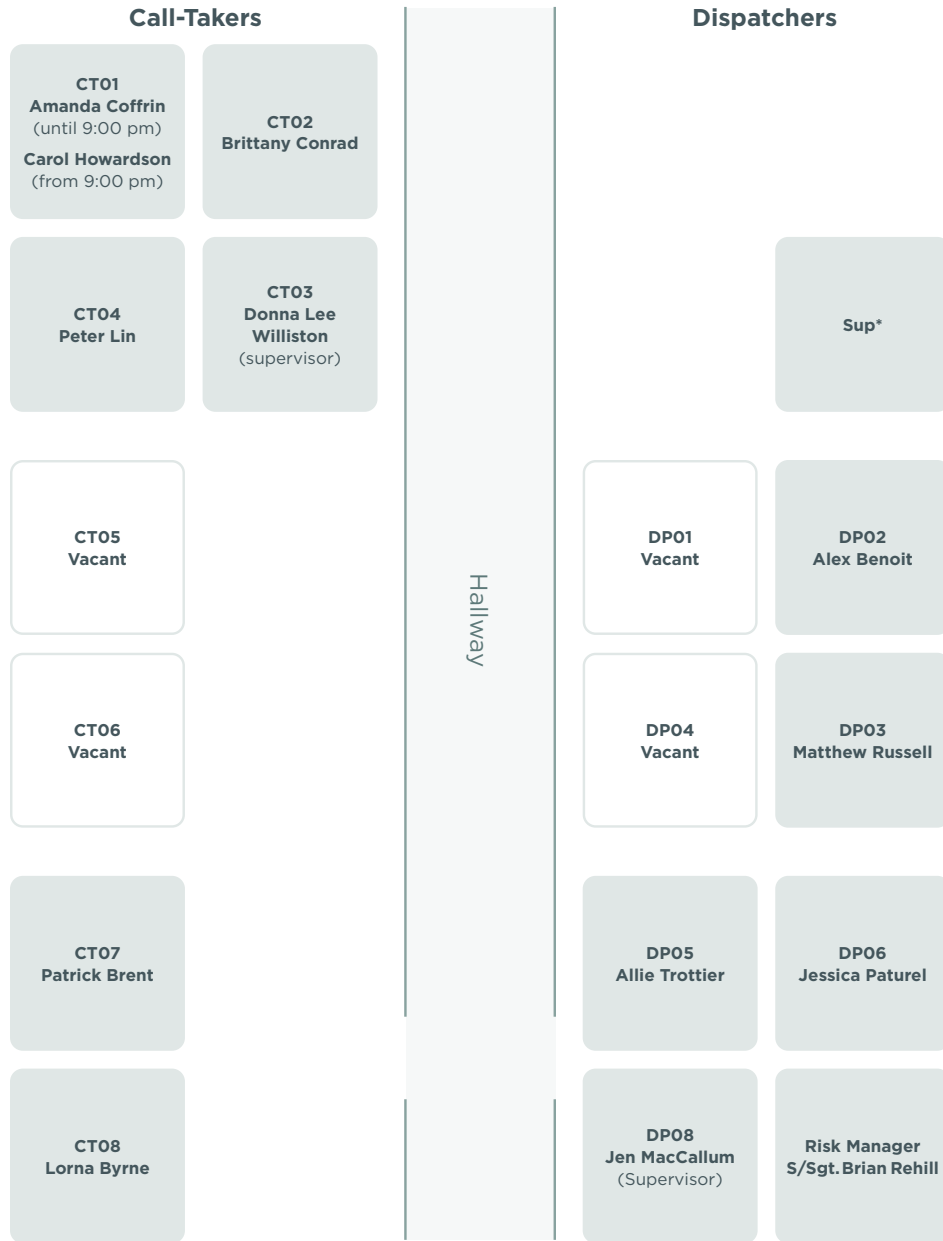 Call-Takers
Dispatchers
CT01
Amanda Coffrin
(until 9:00 pm)
Carol Howardson
(from 9:00 pm)
CT02
Brittany Conrad
CT04
Peter Lin
CT03
Donna Lee
Williston
(supervisor)
Sup*
CT05
Vacant
Hallway
DP01
Vacant
DP02
Alex Benoit
CT06
Vacant
DP04
Vacant
DP03
Matthew Russell
CT07
Patrick Brent
DP05
Allie Trottier
DP06
Jessica Paturel
CT08
Lorna Byrne
DP08
Jen MacCallum
(Supervisor)
Risk Manager
S/Sgt. Brian Rehill